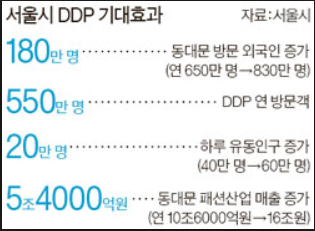 서울시 DDP 기대효과 자료:서울시
180만 명 ············· 동대문 방문 외국인 증가
(연 650만 명→830만 명)
550만 명 ··················· DDP 연 방문객
20만 명 ··················· 하루 유동인구 증가
(40만 명→60만 명)
5조4000억원 ···· 동대문 패션산업 매출 증가
(연 10조6000억원→16조원)